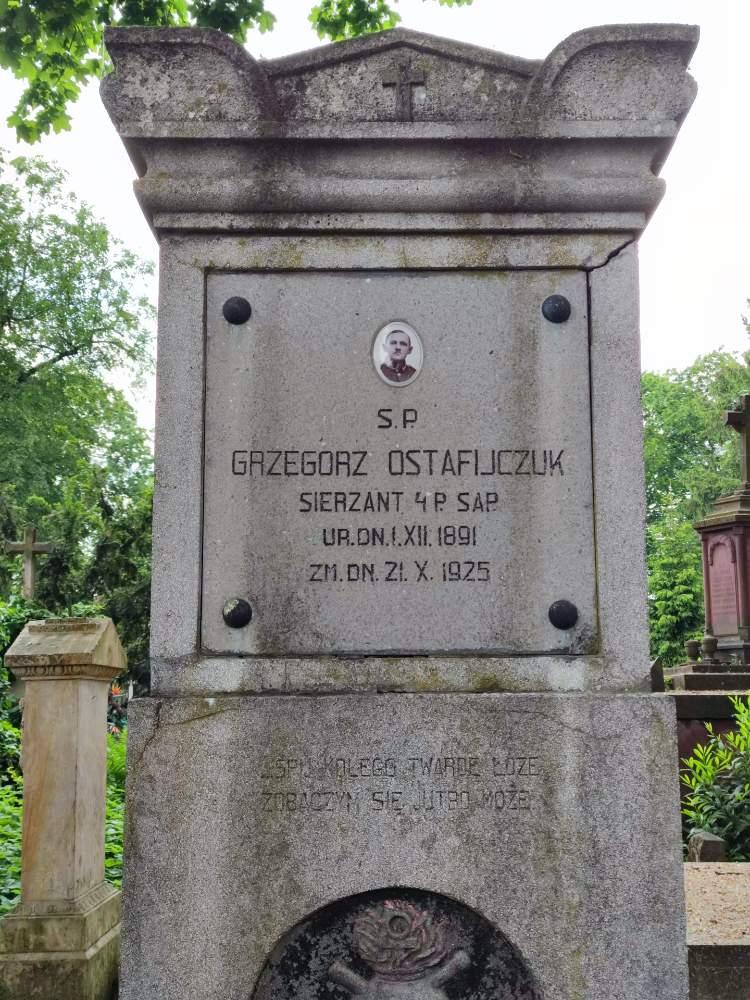 S.P.
GRZEGORZ OSTAFIJCZUK
SIERZANT 4 P. SAP.
UR.DN.1.XII.1891
ZM.DN.21.X.1925
ŚPIJ KOLEGO TWARDE ŁOŻE
ZOBACZYM SIĘ JUTRO MOŻE